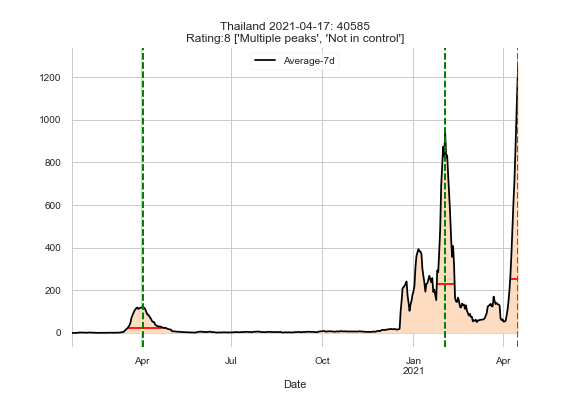 Thailand 2021-04-17: 40585
Rating:8 ['Multiple peaks', 'Not in control']
Average-7d
1200
1000
800
600
400
200
0
Apr
Jul
Oct
Jan
2021
Apr
Date